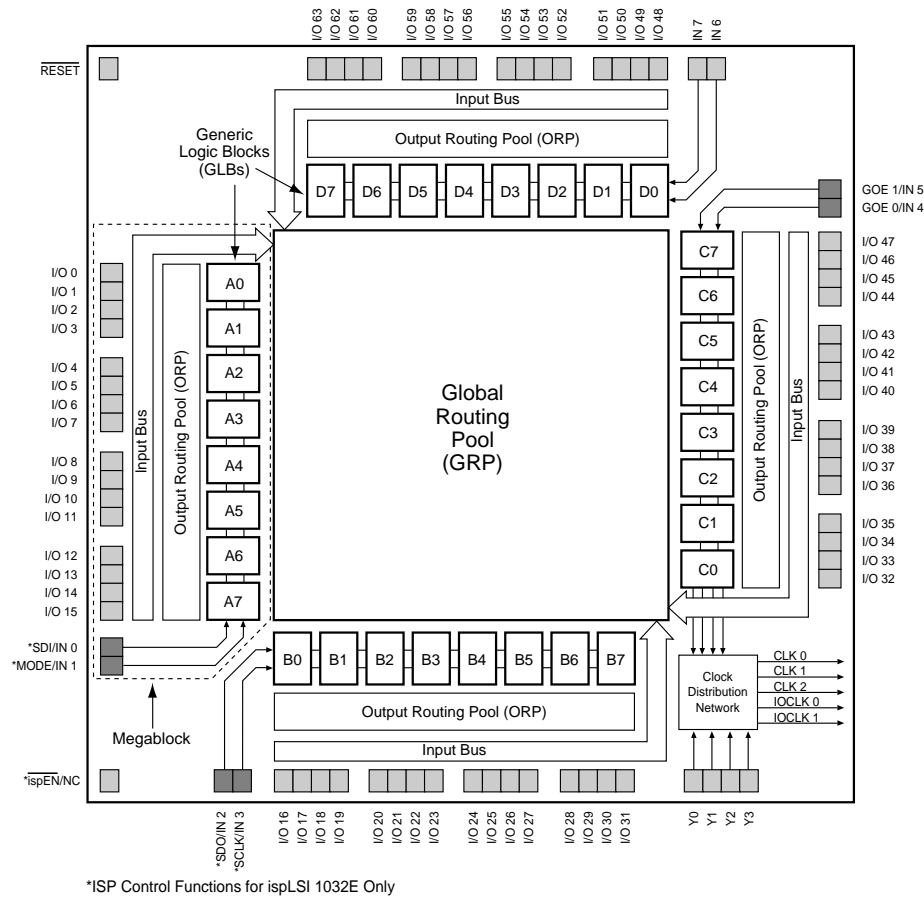 I/O 63
I/O 62
I/O 61
I/O 60
I/O 59
I/O 58
I/O 57
I/O 56
I/O 55
I/O 54
I/O 53
I/O 52
I/O 51
I/O 50
I/O 49
I/O 48
IN 7
IN 6
RESET
Input Bus
Output Routing Pool (ORP)
Generic
Logic Blocks
(GLBs)
D7
D6
D5
D4
D3
D2
D1
D0
GOE 1/IN 5
GOE 0/IN 4
I/O 0
I/O 1
I/O 2
I/O 3
I/O 4
I/O 5
I/O 6
I/O 7
I/O 8
I/O 9
I/O 10
I/O 11
I/O 12
I/O 13
I/O 14
I/O 15
*SDI/IN 0
*MODE/IN 1
Input Bus
Output Routing Pool (ORP)
A0
A1
A2
A3
A4
A5
A6
A7
Global
Routing
Pool
(GRP)
C7
C6
C5
C4
C3
C2
C1
C0
Output Routing Pool (ORP)
Input Bus
I/O 47
I/O 46
I/O 45
I/O 44
I/O 43
I/O 42
I/O 41
I/O 40
I/O 39
I/O 38
I/O 37
I/O 36
I/O 35
I/O 34
I/O 33
I/O 32
B0
B1
B2
B3
B4
B5
B6
B7
Output Routing Pool (ORP)
Input Bus
Clock
Distribution
Network
CLK 0
CLK 1
CLK 2
IOCLK 0
IOCLK 1
Megablock
*ispEN/NC
*SDO/IN 2
*SCLK/IN 3
I/O 16
I/O 17
I/O 18
I/O 19
I/O 20
I/O 21
I/O 22
I/O 23
I/O 24
I/O 25
I/O 26
I/O 27
I/O 28
I/O 29
I/O 30
I/O 31
Y0
Y1
Y2
Y3
*ISP Control Functions for ispLSI 1032E Only